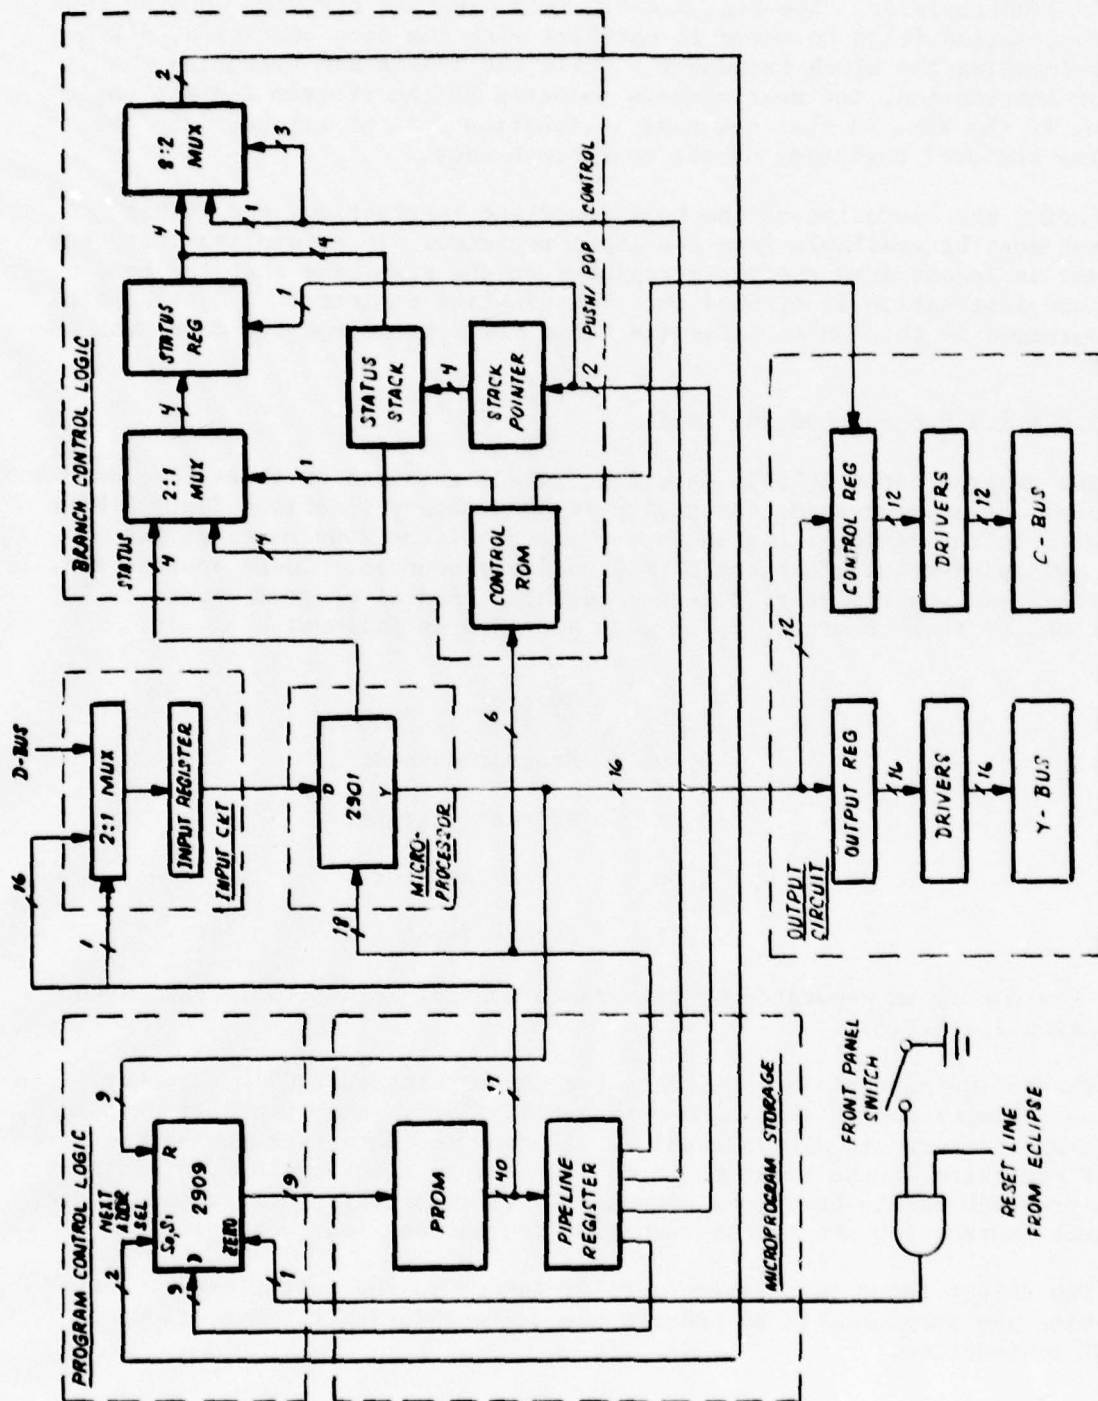 PROGRAM CONTROL LOGIC
NEXT
ADDR
SEL
S0,S1
2909
R
D
ZERO
2
9
9
1
9
PROM
40
17
PIPELINE
REGISTER
MICROPROGRAM STORAGE
FRONT PANEL
SWITCH
RESET LINE
FROM ECLIPSE
16
1
D-BUS
2:1 MUX
INPUT REGISTER
INPUT CKT
D
2901
Y
MICRO-
PROCESSOR
18
6
16
BRANCH CONTROL LOGIC
STATUS
4
2:1
MUX
4
STATUS
REG
4
8:2
MUX
2
3
1
4
1
STATUS
STACK
4
STACK
POINTER
2 PUSH/POP CONTROL
1
4
CONTROL
ROM
OUTPUT
CIRCUIT
12
OUTPUT REG
16
DRIVERS
16
Y-BUS
CONTROL REG
12
DRIVERS
12
C-BUS